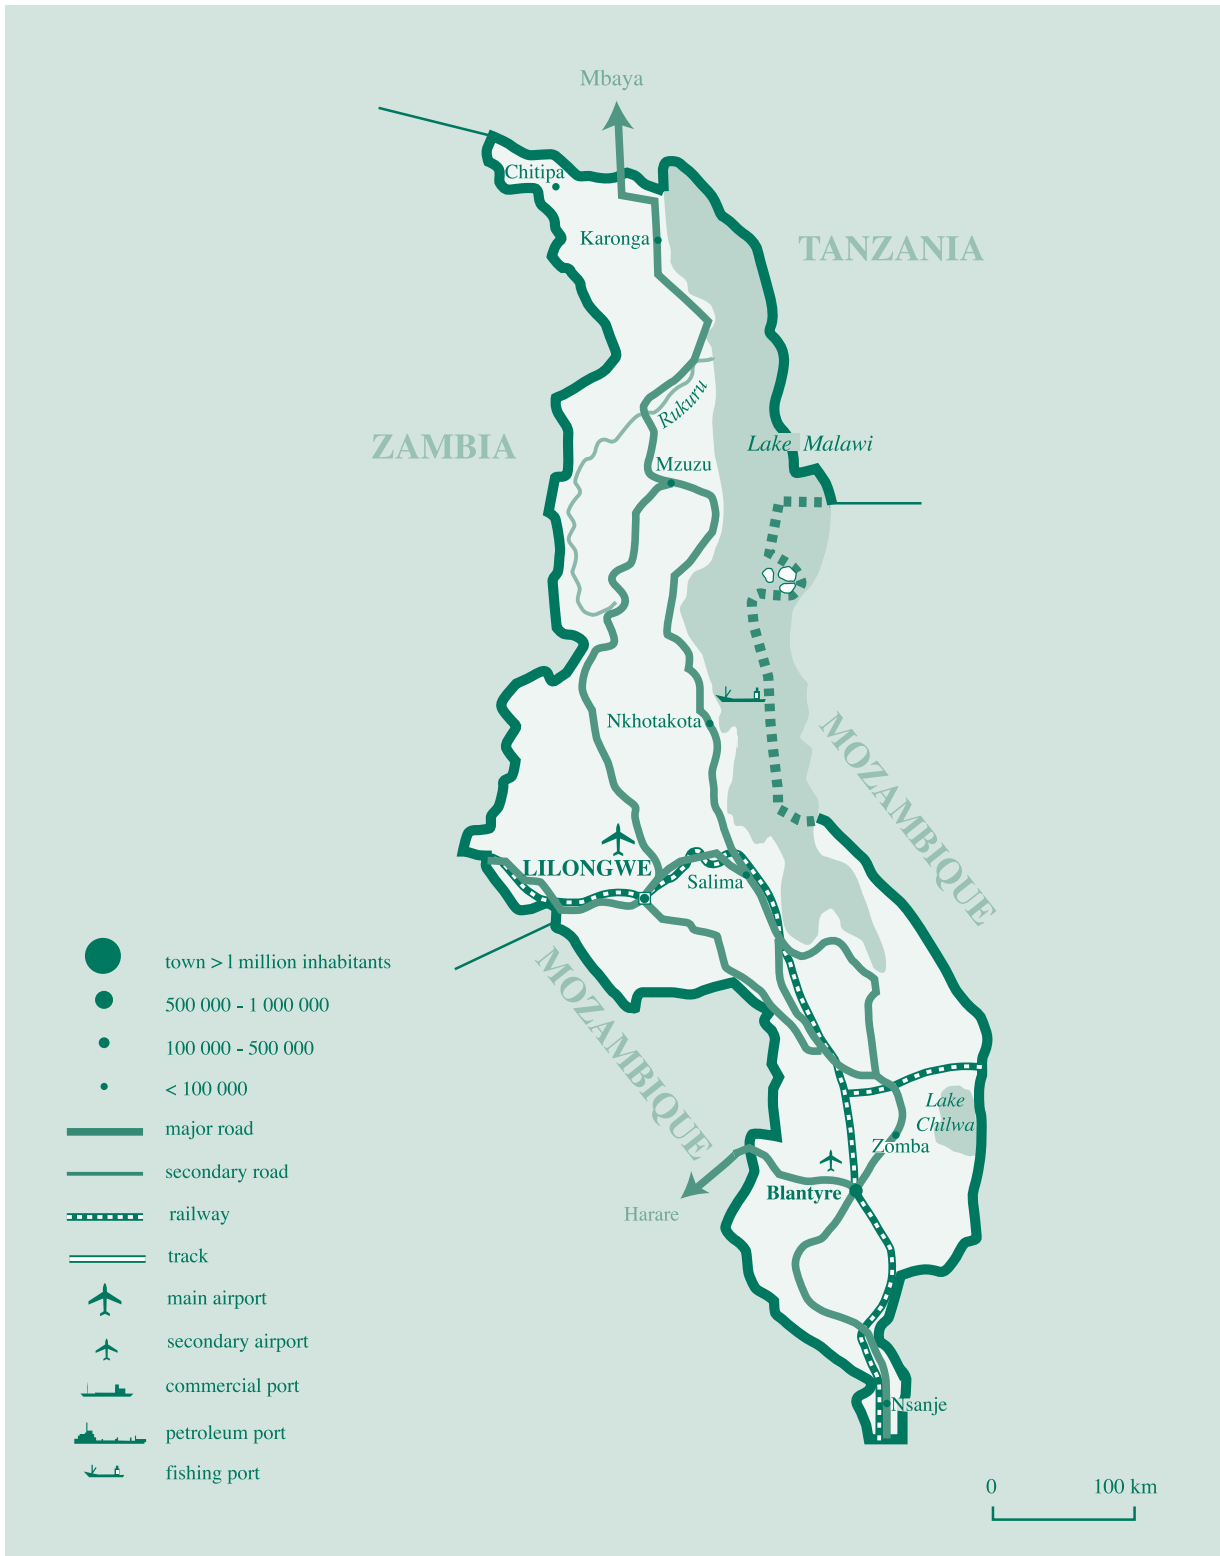 Mbaya
Chitipa
Karonga
TANZANIA
Rukuru
ZAMBIA
Lake Malawi
Mzuzu
Nkhotakota
MOZAMBIQUE
LILONGWE
Salima
MOZAMBIQUE
Lake
Chilwa
Zomba
Blantyre
Harare
Nsanje
town > l million inhabitants
500 000 - 1 000 000
100 000 - 500 000
< 100 000
major road
secondary road
railway
track
main airport
secondary airport
commercial port
petroleum port
fishing port
0 100 km